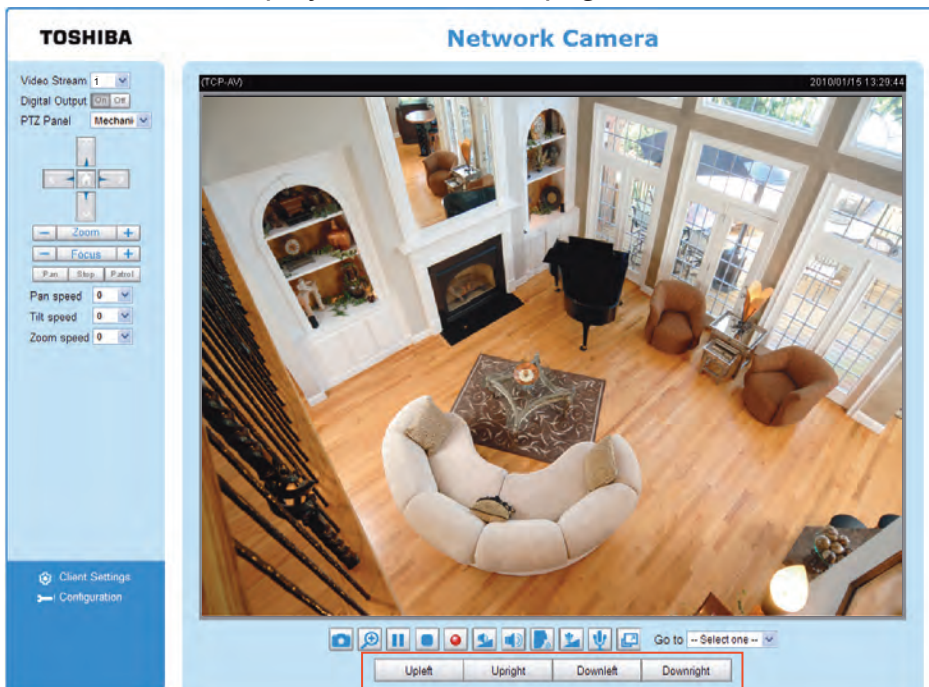 TOSHIBA
Network Camera
Video Stream 1
Digital Output On Off
PTZ Panel Mechani
(TCP-AV) 2010/01/15 13:29:44
− Zoom +
− Focus +
Pan Stop Patrol
Pan speed 0
Tilt speed 0
Zoom speed 0
Client Settings
Configuration
Go to -- Select one --
Upleft Upright Downleft Downright